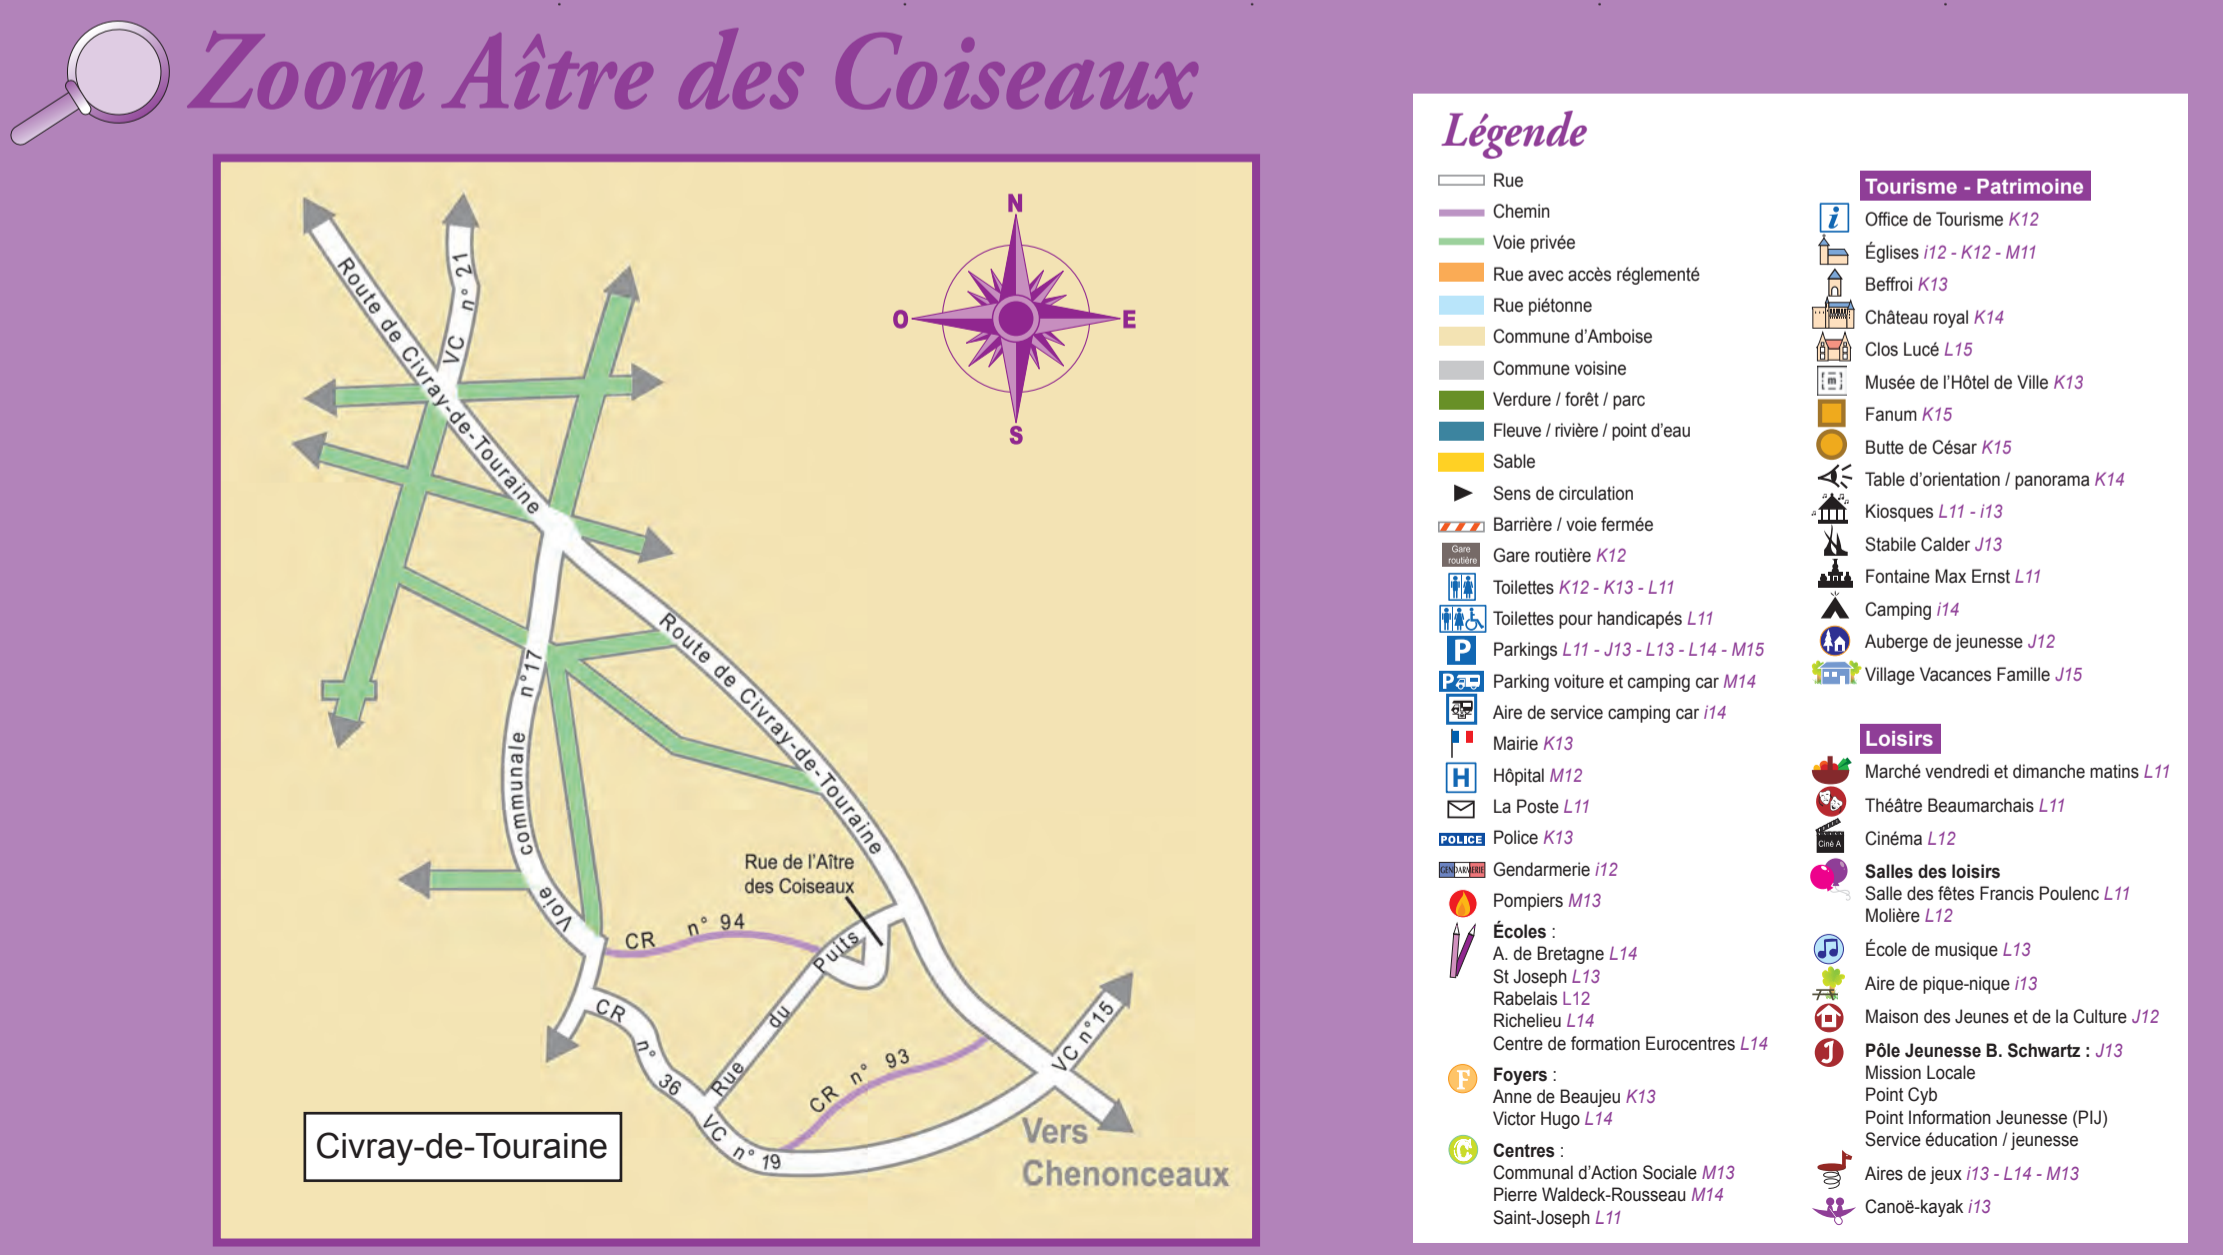 Zoom Aître des Coiseaux
Route de Civray-de-Touraine
VC n° 21
N
O
E
S
Route de Civray-de-Touraine
Voie communale n°17
Rue de l'Aître
des Coiseaux
CR n° 94
Rue du Puits
CR n° 36
CR n° 93
VC n° 19
VC n°15
Vers
Chenonceaux
Civray-de-Touraine
Légende
Rue
Chemin
Voie privée
Rue avec accès réglementé
Rue piétonne
Commune d'Amboise
Commune voisine
Verdure / forêt / parc
Fleuve / rivière / point d'eau
Sable
Sens de circulation
Barrière / voie fermée
Gare
routière
Gare routière K12
Toilettes K12 - K13 - L11
Toilettes pour handicapés L11
P
Parkings L11 - J13 - L13 - L14 - M15
P
Parking voiture et camping car M14
Aire de service camping car i14
Mairie K13
H
Hôpital M12
La Poste L11
POLICE
Police K13
GENDARMERIE
Gendarmerie i12
Pompiers M13
Écoles :
A. de Bretagne L14
St Joseph L13
Rabelais L12
Richelieu L14
Centre de formation Eurocentres L14
F
Foyers :
Anne de Beaujeu K13
Victor Hugo L14
C
Centres :
Communal d'Action Sociale M13
Pierre Waldeck-Rousseau M14
Saint-Joseph L11
Tourisme - Patrimoine
i
Office de Tourisme K12
Églises i12 - K12 - M11
Beffroi K13
Château royal K14
Clos Lucé L15
m
Musée de l'Hôtel de Ville K13
Fanum K15
Butte de César K15
Table d'orientation / panorama K14
Kiosques L11 - i13
Stabile Calder J13
Fontaine Max Ernst L11
Camping i14
Auberge de jeunesse J12
Village Vacances Famille J15
Loisirs
Marché vendredi et dimanche matins L11
Théâtre Beaumarchais L11
Ciné A
Cinéma L12
Salles des loisirs
Salle des fêtes Francis Poulenc L11
Molière L12
École de musique L13
Aire de pique-nique i13
Maison des Jeunes et de la Culture J12
J
Pôle Jeunesse B. Schwartz : J13
Mission Locale
Point Cyb
Point Information Jeunesse (PIJ)
Service éducation / jeunesse
Aires de jeux i13 - L14 - M13
Canoë-kayak i13